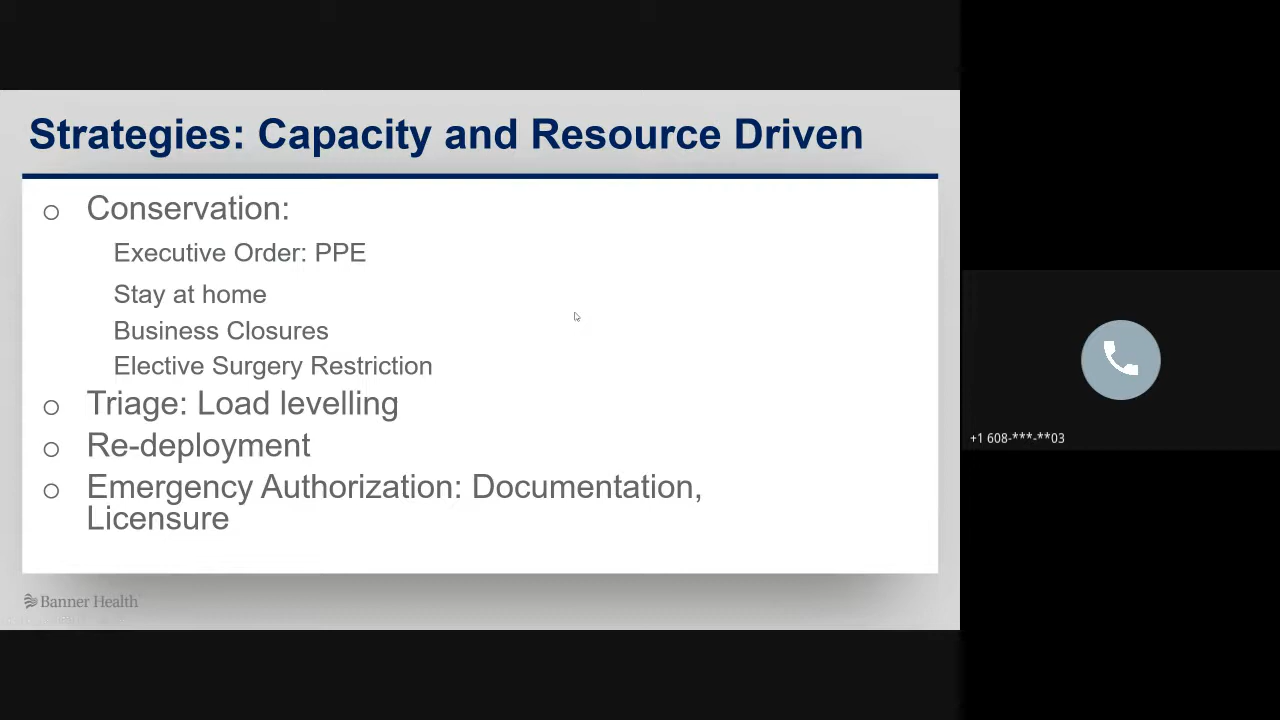 Strategies: Capacity and Resource Driven
o Conservation:
Executive Order: PPE
Stay at home
Business Closures
Elective Surgery Restriction
o Triage: Load levelling
o Re-deployment
o Emergency Authorization: Documentation,
Licensure
Banner Health
+1 608-***-**03